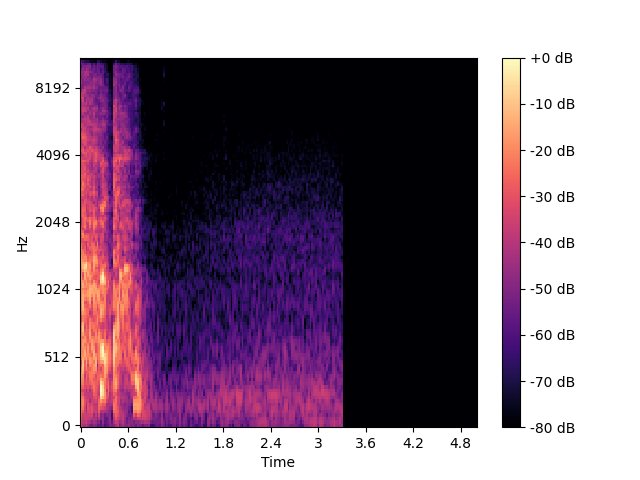 8192
4096
2048
1024
512
0
Hz
0 0.6 1.2 1.8 2.4 3 3.6 4.2 4.8
Time
+0 dB
-10 dB
-20 dB
-30 dB
-40 dB
-50 dB
-60 dB
-70 dB
-80 dB